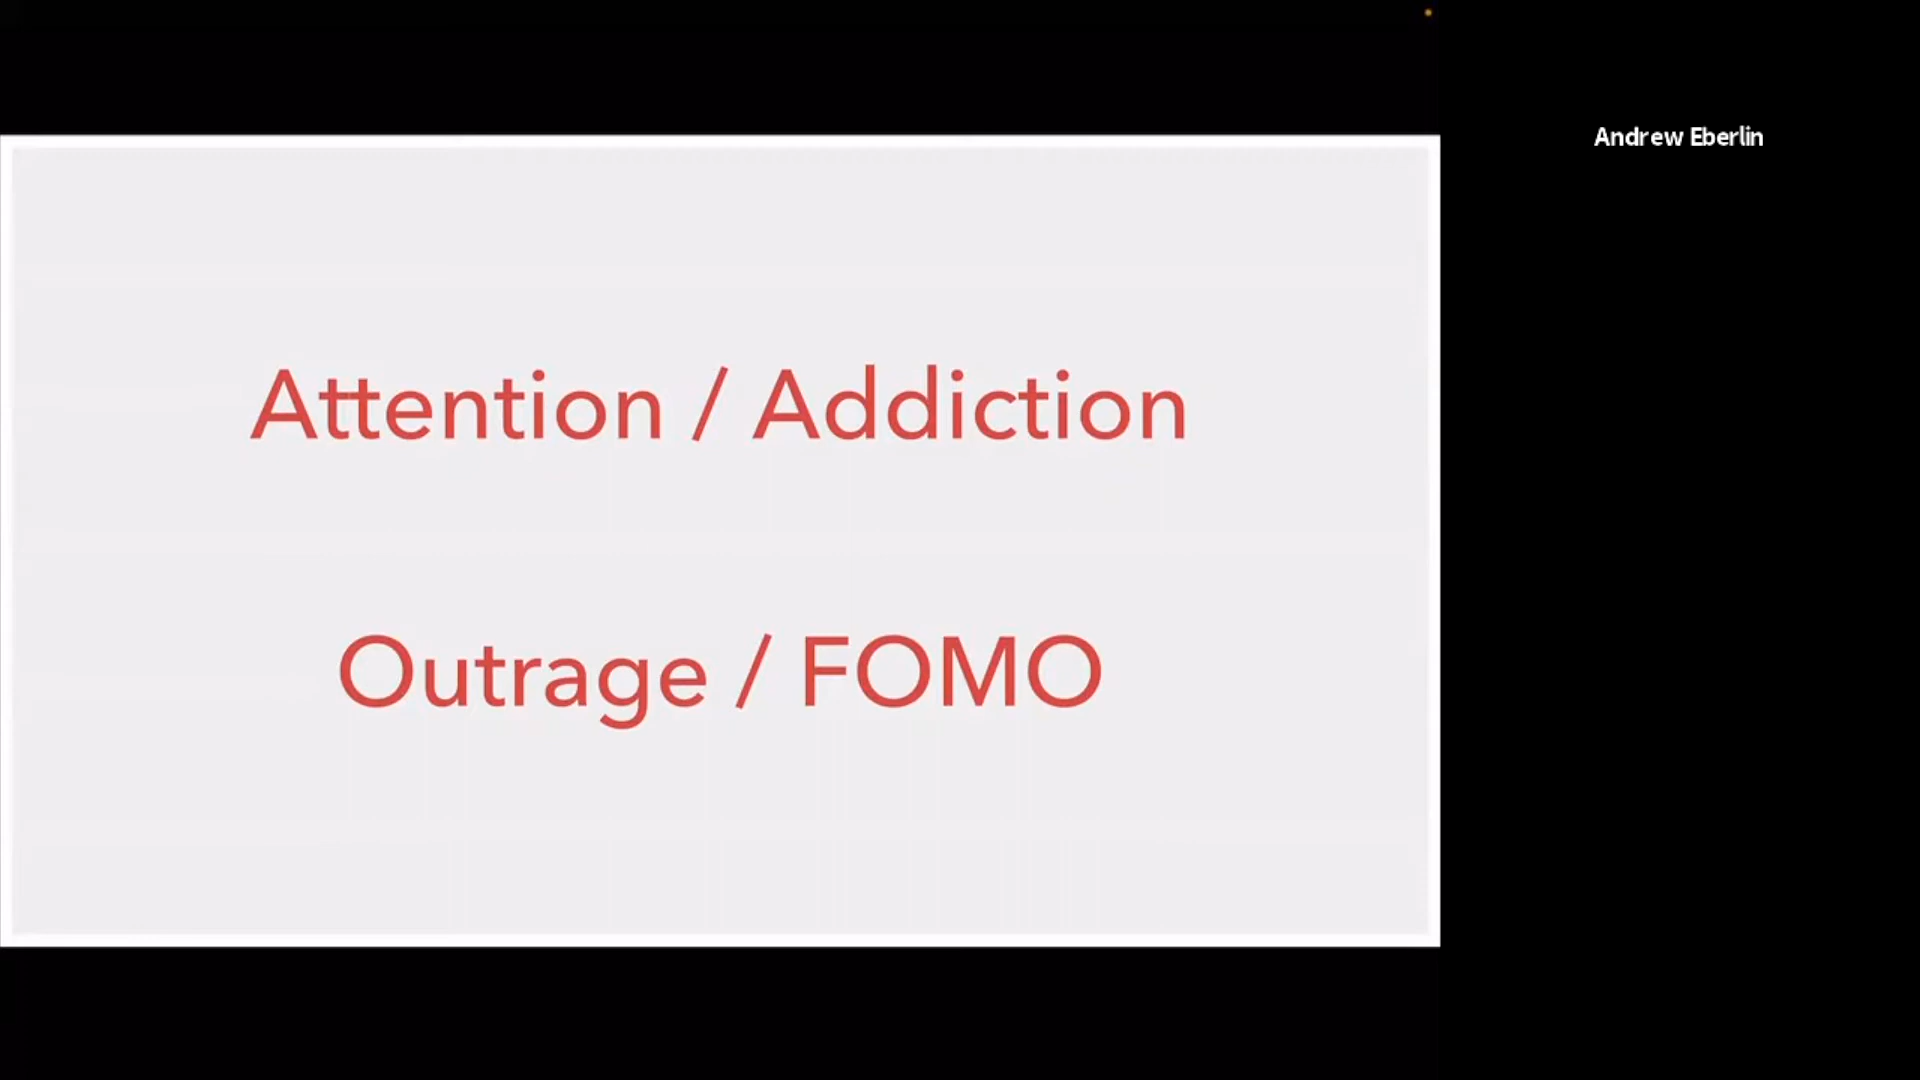 Andrew Eberlin
Attention / Addiction
Outrage / FOMO